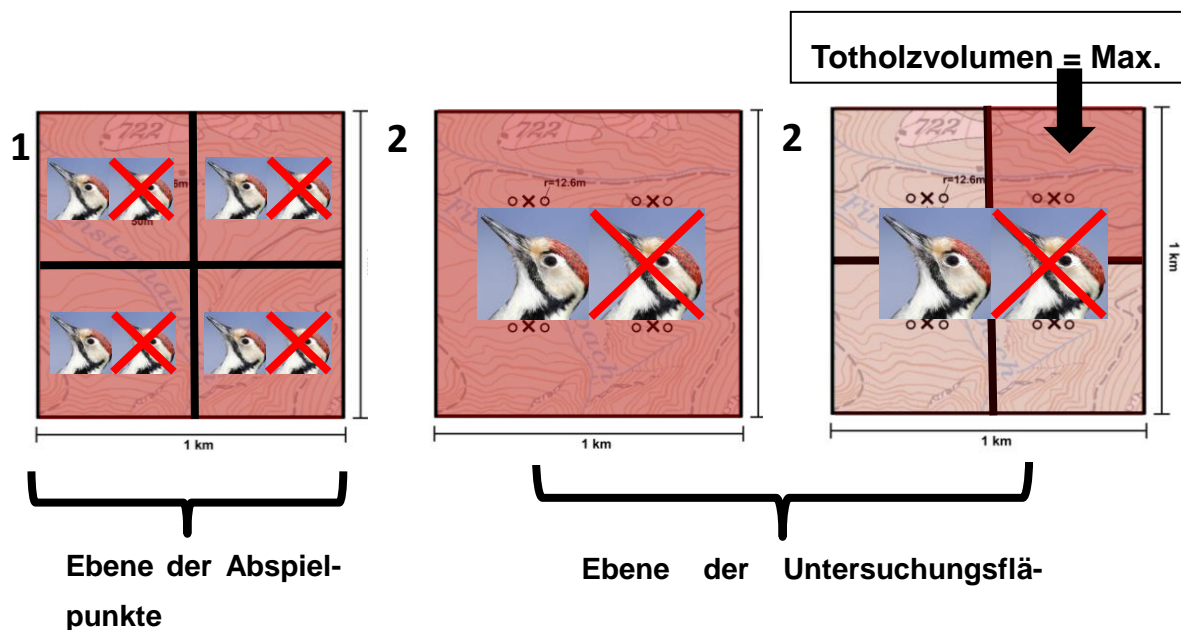 Totholzvolumen = Max.
1
2
2
722
722
722
r=12.6m
r=12.6m
1 km
1 km
1 km
1 km
Ebene der Abspiel-
punkte
Ebene der Untersuchungsflä-